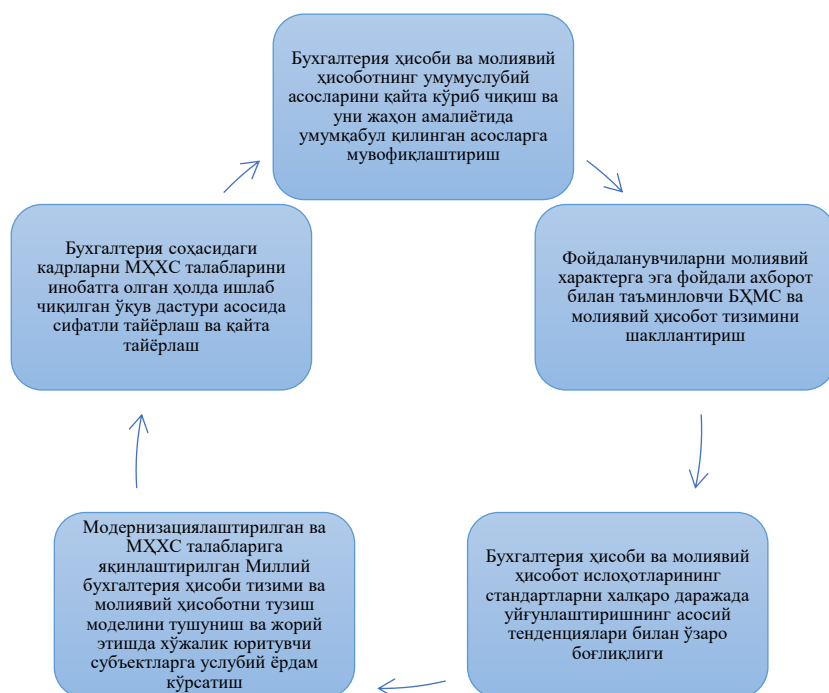 Бухгалтерия ҳисоби ва молиявий
ҳисоботнинг умумуслубий
асосларини қайта кўриб чиқиш ва
уни жаҳон амалиётида
умумқабул қилинган асосларга
мувофиқлаштириш
Фойдаланувчиларни молиявий
характерга эга фойдали ахборот
билан таъминловчи БҲМС ва
молиявий ҳисобот тизимини
шакллантириш
Бухгалтерия ҳисоби ва молиявий
ҳисобот ислоҳотларининг
стандартларни халқаро даражада
уйғунлаштиришнинг асосий
тенденциялари билан ўзаро
боғлиқлиги
Модернизациялаштирилган ва
МҲХС талабларига
яқинлаштирилган Миллий
бухгалтерия ҳисоби тизими ва
молиявий ҳисоботни тузиш
моделини тушуниш ва жорий
этишда хўжалик юритувчи
субъектларга услубий ёрдам
кўрсатиш
Бухгалтерия соҳасидаги
кадрларни МҲХС талабларини
инобатга олган ҳолда ишлаб
чиқилган ўқув дастури асосида
сифатли тайёрлаш ва қайта
тайёрлаш